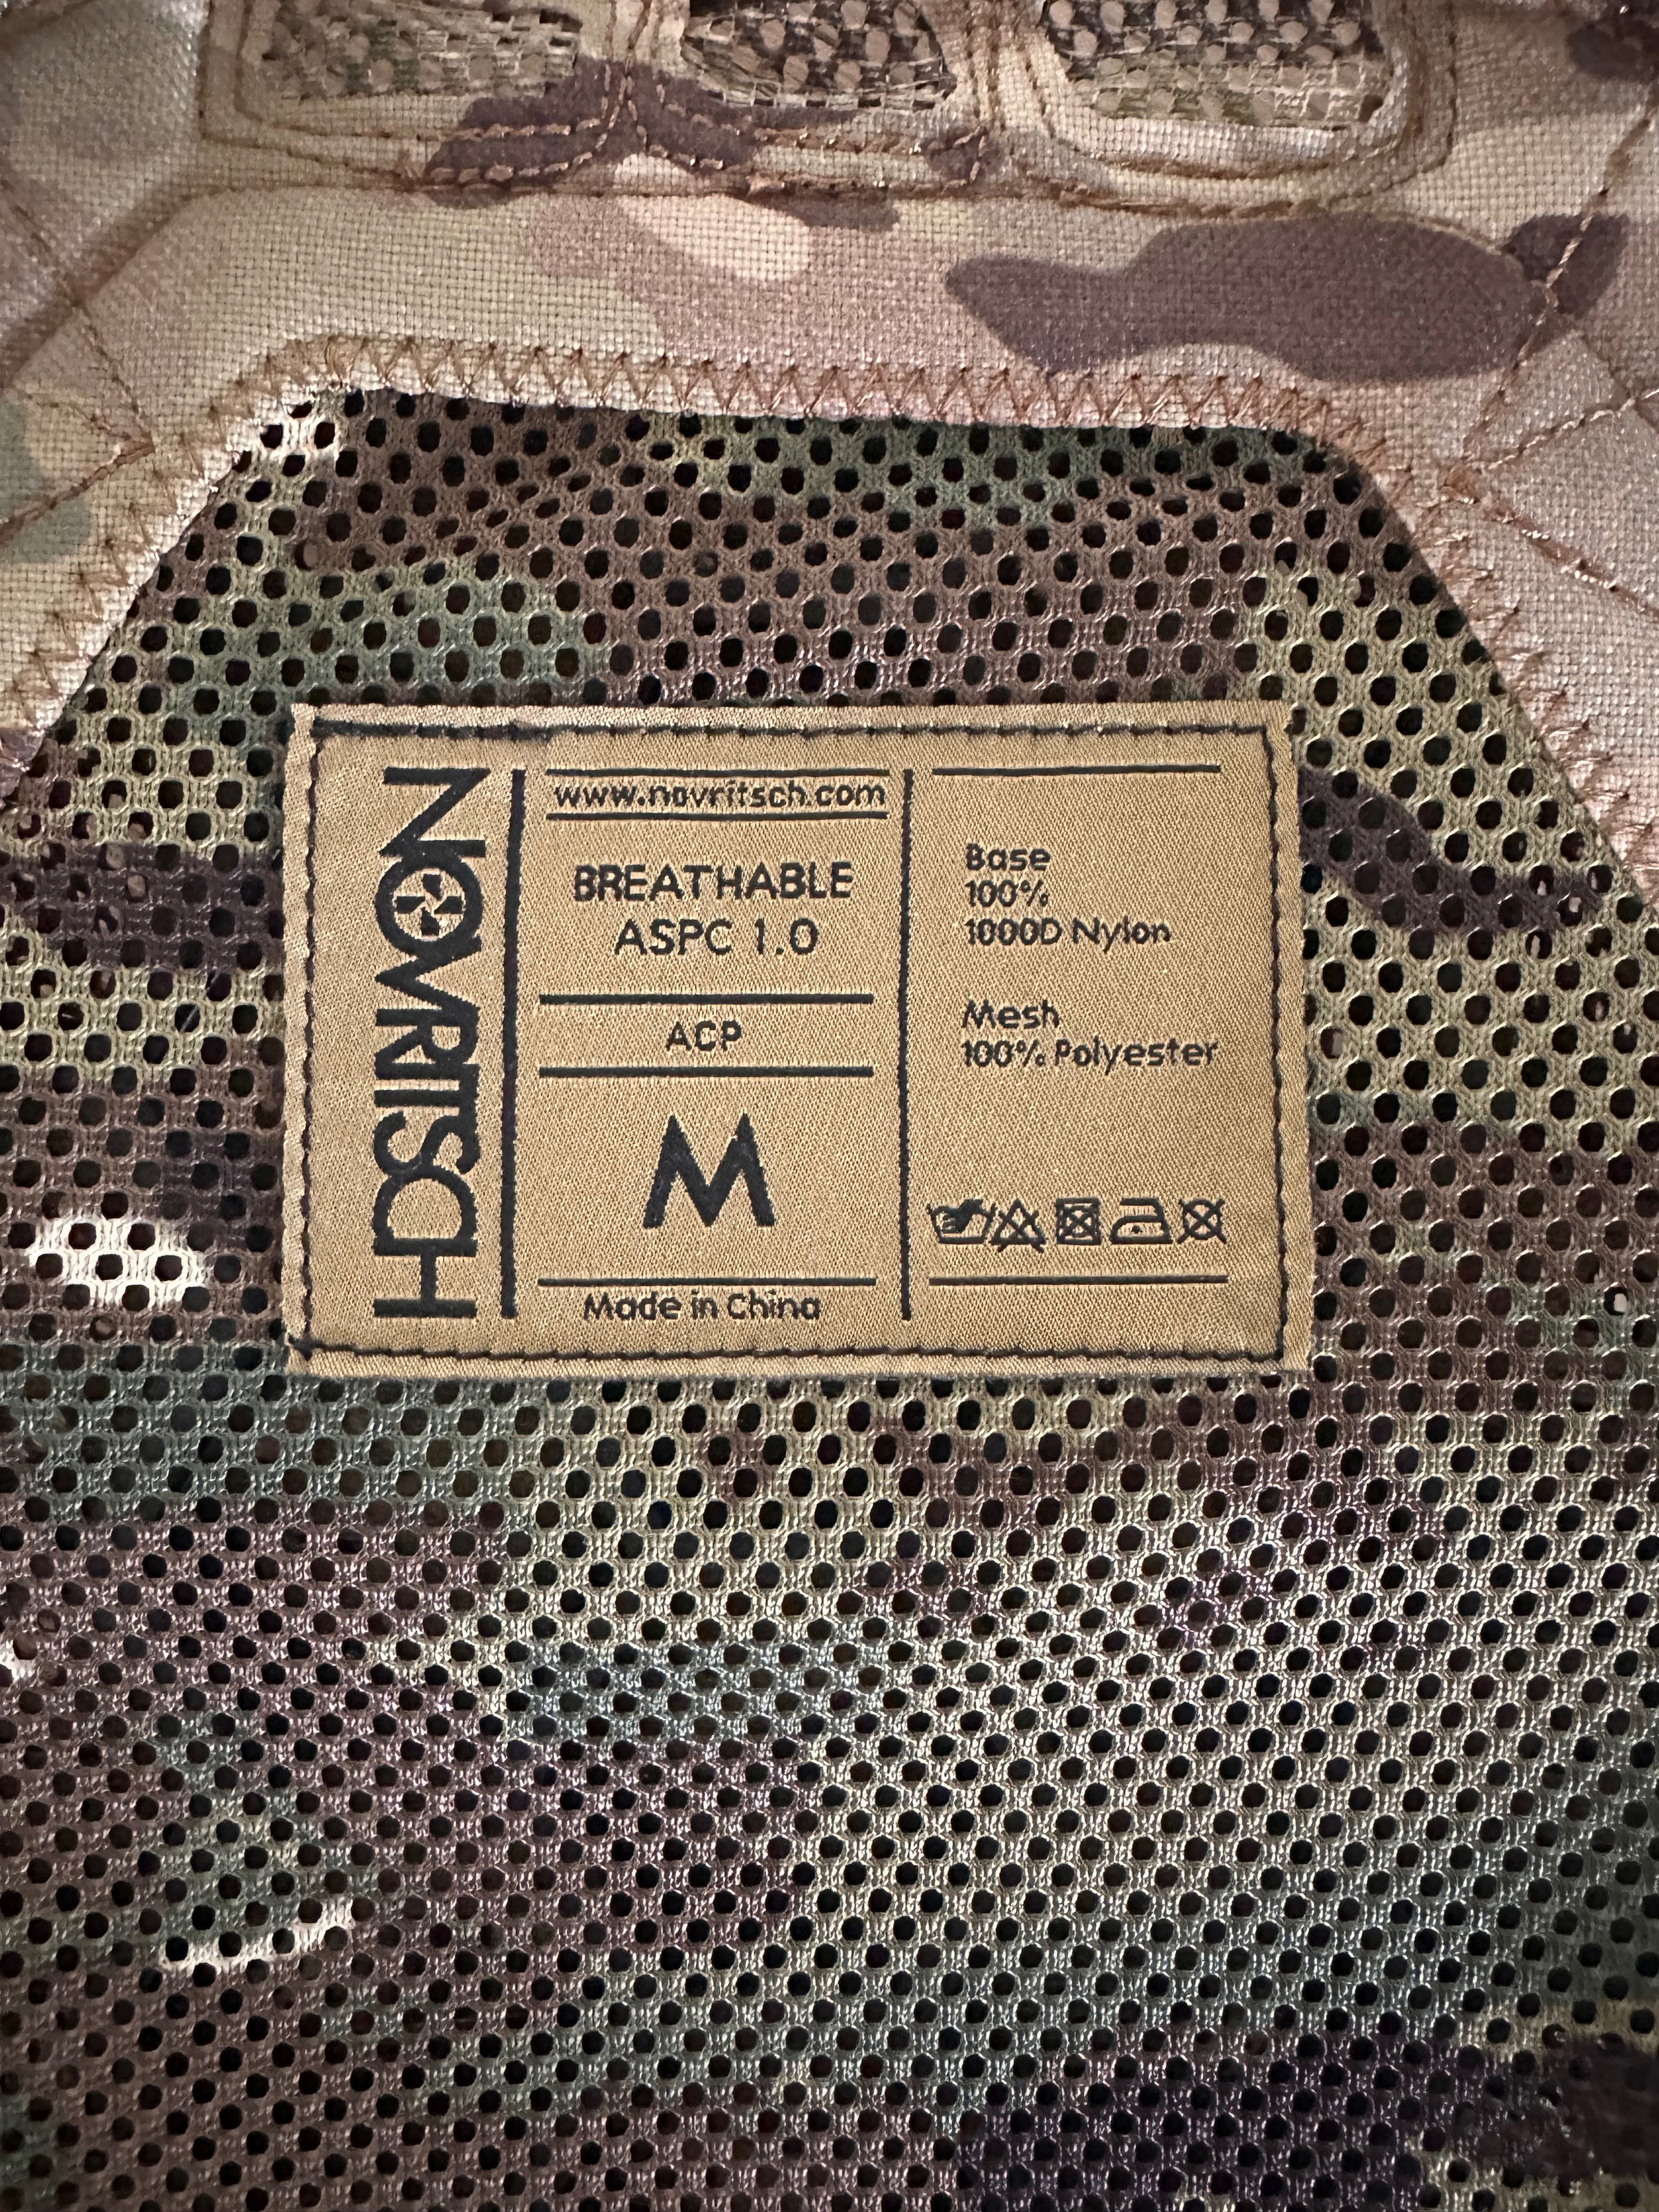 NOVRITSCH
www.novritsch.com
BREATHABLE
ASPC 1.0
ACP
M
Made in China
Base
100%
1000D Nylon
Mesh
100% Polyester